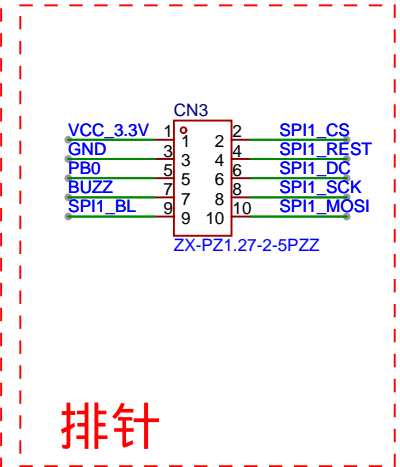 CN3
VCC_3.3V 1 1 2 2 SPI1_CS
GND 3 3 4 4 SPI1_REST
PB0 5 5 6 6 SPI1_DC
BUZZ 7 7 8 8 SPI1_SCK
SPI1_BL 9 9 10 10 SPI1_MOSI
ZX-PZ1.27-2-5PZZ
排针